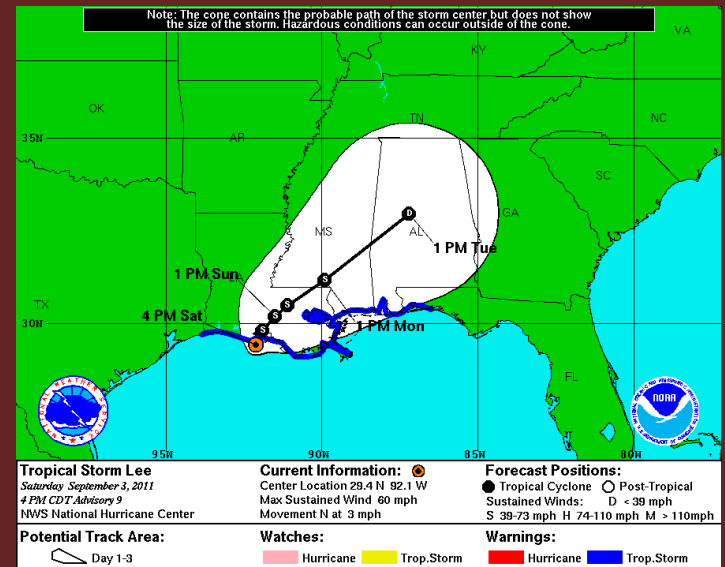 Note: The cone contains the probable path of the storm center but does not show
the size of the storm. Hazardous conditions can occur outside of the cone.
VA
KY
OK
TN
NC
AR
35N
SC
MS
AL
GA
1 PM Tue
1 PM Sun
LA
TX
4 PM Sat
30N
1 PM Mon
FL
NATIONAL WEATHER SERVICE
NOAA
95W
90W
85W
80W
D
S
S
S
S
Tropical Storm Lee
Saturday September 3, 2011
4 PM CDT Advisory 9
NWS National Hurricane Center
Current Information:
Center Location 29.4 N 92.1 W
Max Sustained Wind 60 mph
Movement N at 3 mph
Forecast Positions:
Tropical Cyclone Post-Tropical
Sustained Winds: D < 39 mph
S 39-73 mph H 74-110 mph M > 110mph
Potential Track Area:
Day 1-3
Watches:
Hurricane Trop.Storm
Warnings:
Hurricane Trop.Storm